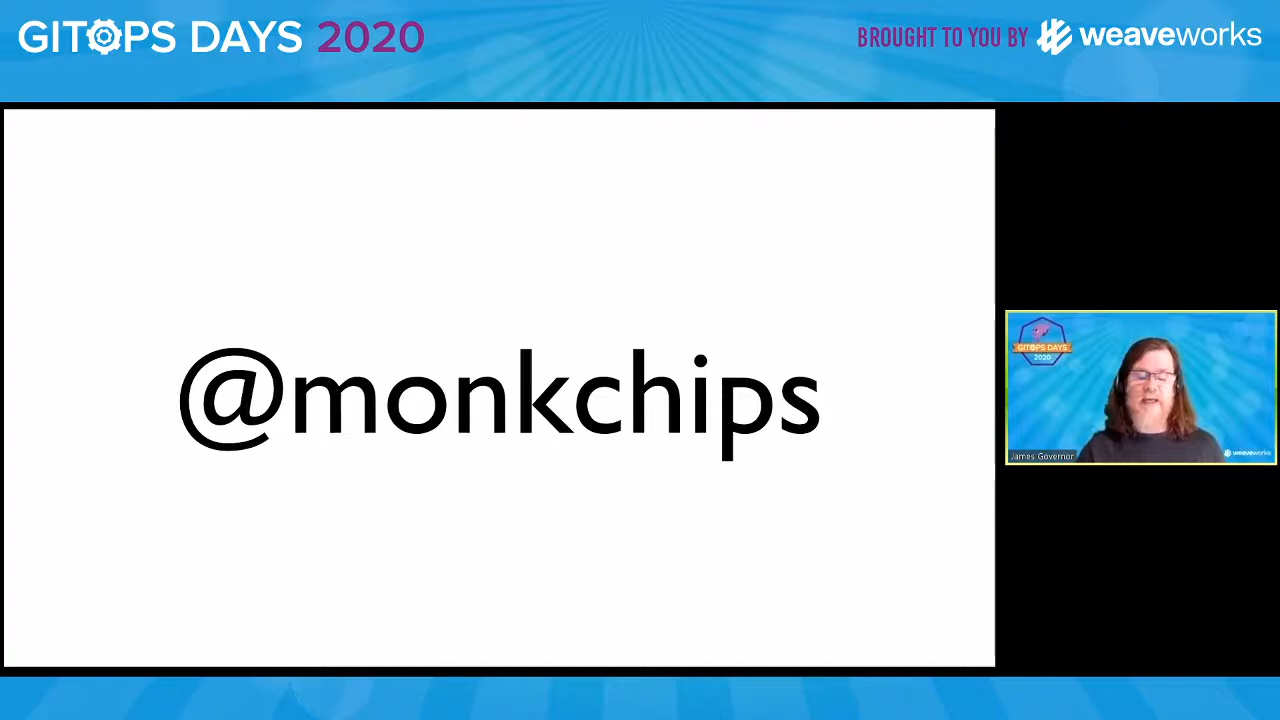 GITOPS DAYS 2020
BROUGHT TO YOU BY weaveworks
@monkchips
GITOPS DAYS
2020
James Governor
weaveworks